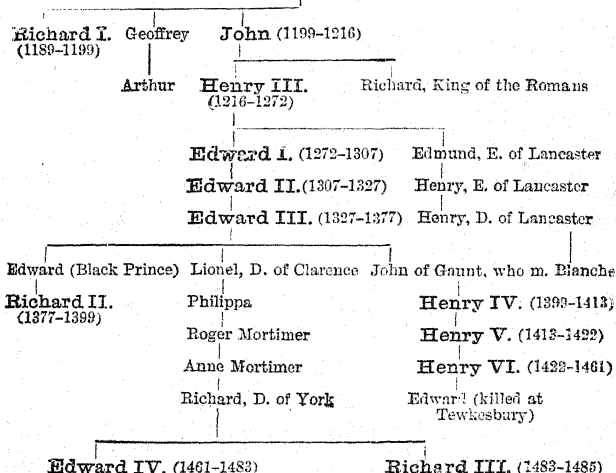 Richard I. Geoffrey John (1199–1216)
(1189–1199)
Arthur Henry III. Richard, King of the Romans
(1216–1272)
Edward I. (1272–1307) Edmund, E. of Lancaster
Edward II. (1307–1327) Henry, E. of Lancaster
Edward III. (1327–1377) Henry, D. of Lancaster
Edward (Black Prince) Lionel, D. of Clarence John of Gaunt, who m. Blanche
Richard II. Philippa Henry IV. (1399–1413)
(1377–1399)
Roger Mortimer Henry V. (1413–1422)
Anne Mortimer Henry VI. (1422–1461)
Richard, D. of York Edward (killed at
Tewkesbury)
Edward IV. (1461–1483) Richard III. (1483–1485)